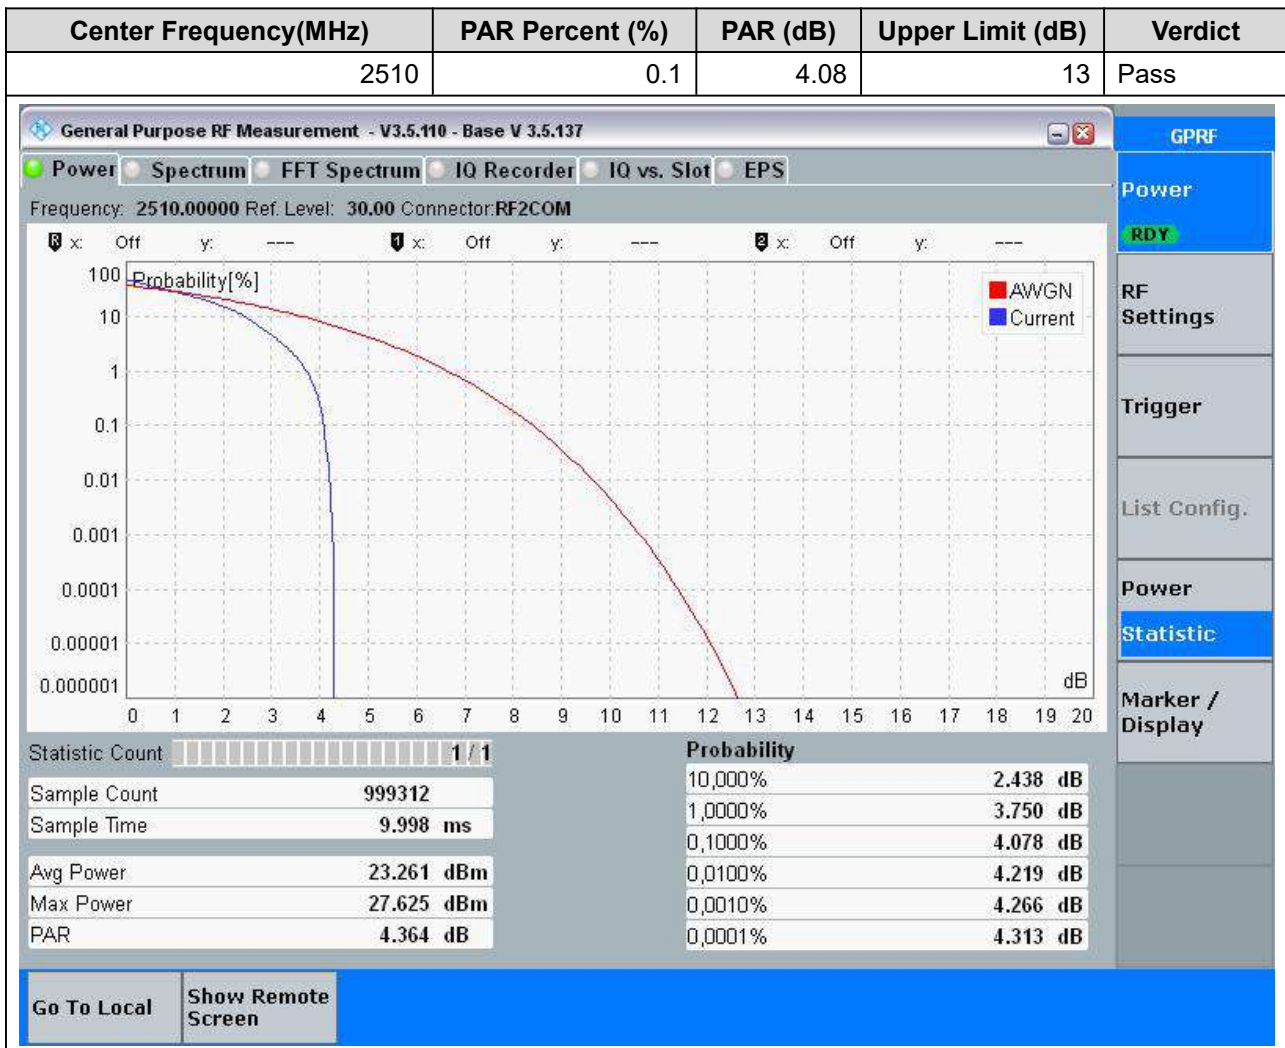 Center Frequency(MHz) PAR Percent (%) PAR (dB) Upper Limit (dB) Verdict
2510 0.1 4.08 13 Pass
General Purpose RF Measurement - V3.5.110 - Base V 3.5.137
Power Spectrum FFT Spectrum IQ Recorder IQ vs. Slot EPS
Frequency: 2510.00000 Ref. Level: 30.00 Connector:RF2COM
R x: Off y: --- 1 x: Off y: --- 2 x: Off y: ---
Probability[%]
AWGN
Current
100
10
1
0.1
0.01
0.001
0.0001
0.00001
0.000001
dB
0 1 2 3 4 5 6 7 8 9 10 11 12 13 14 15 16 17 18 19 20
Statistic Count 1 / 1
Sample Count 999312
Sample Time 9.998 ms
Avg Power 23.261 dBm
Max Power 27.625 dBm
PAR 4.364 dB
Probability
10,000% 2.438 dB
1,0000% 3.750 dB
0,1000% 4.078 dB
0,0100% 4.219 dB
0,0010% 4.266 dB
0,0001% 4.313 dB
GPRF
Power
RDY
RF
Settings
Trigger
List Config.
Power
Statistic
Marker /
Display
Go To Local
Show Remote
Screen